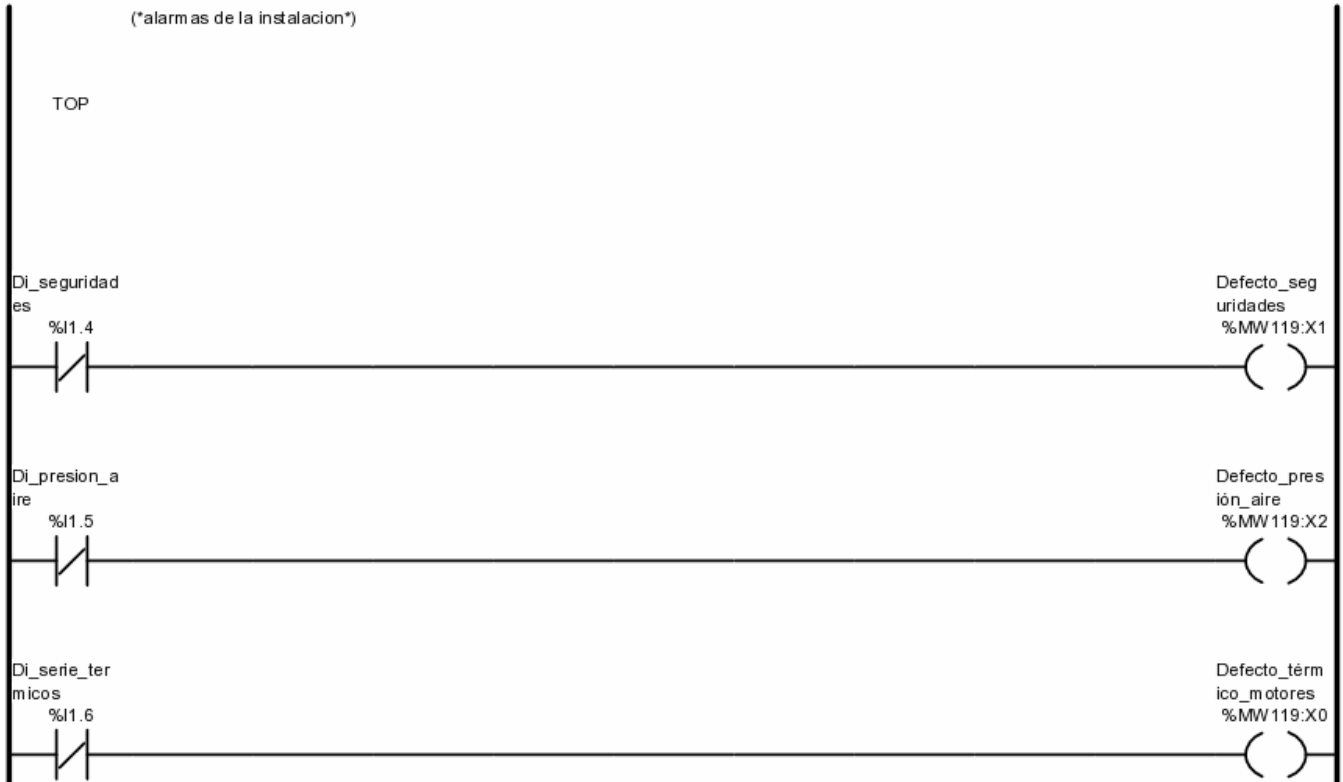 (*alarmas de la instalacion*)
TOP
Di_seguridad
es
%I1.4
Defecto_seg
uridades
%MW119:X1
Di_presion_a
ire
%I1.5
Defecto_pres
ión_aire
%MW119:X2
Di_serie_ter
micos
%I1.6
Defecto_térm
ico_motores
%MW119:X0